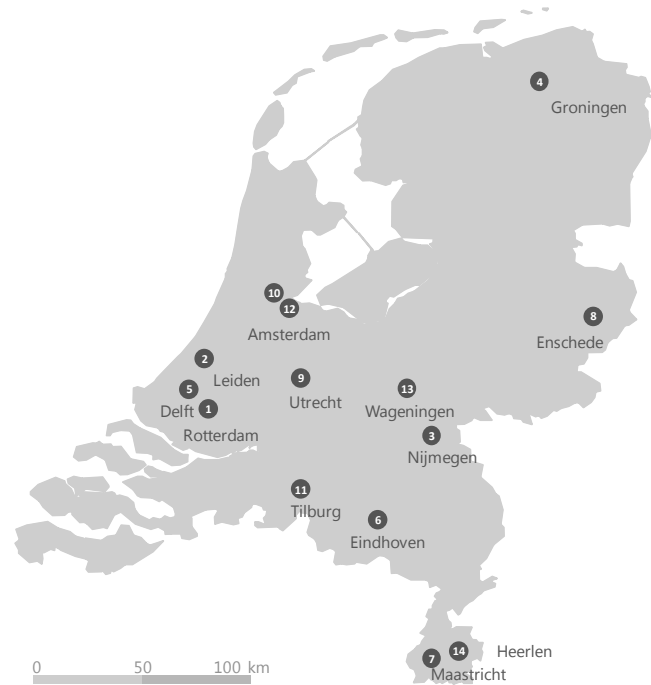 4
Groningen
10
12
Amsterdam
8
Enschede
2
Leiden
9
Utrecht
5
Delft
13
Wageningen
1
Rotterdam
3
Nijmegen
11
Tilburg
6
Eindhoven
14
Heerlen
7
Maastricht
0 50 100 km